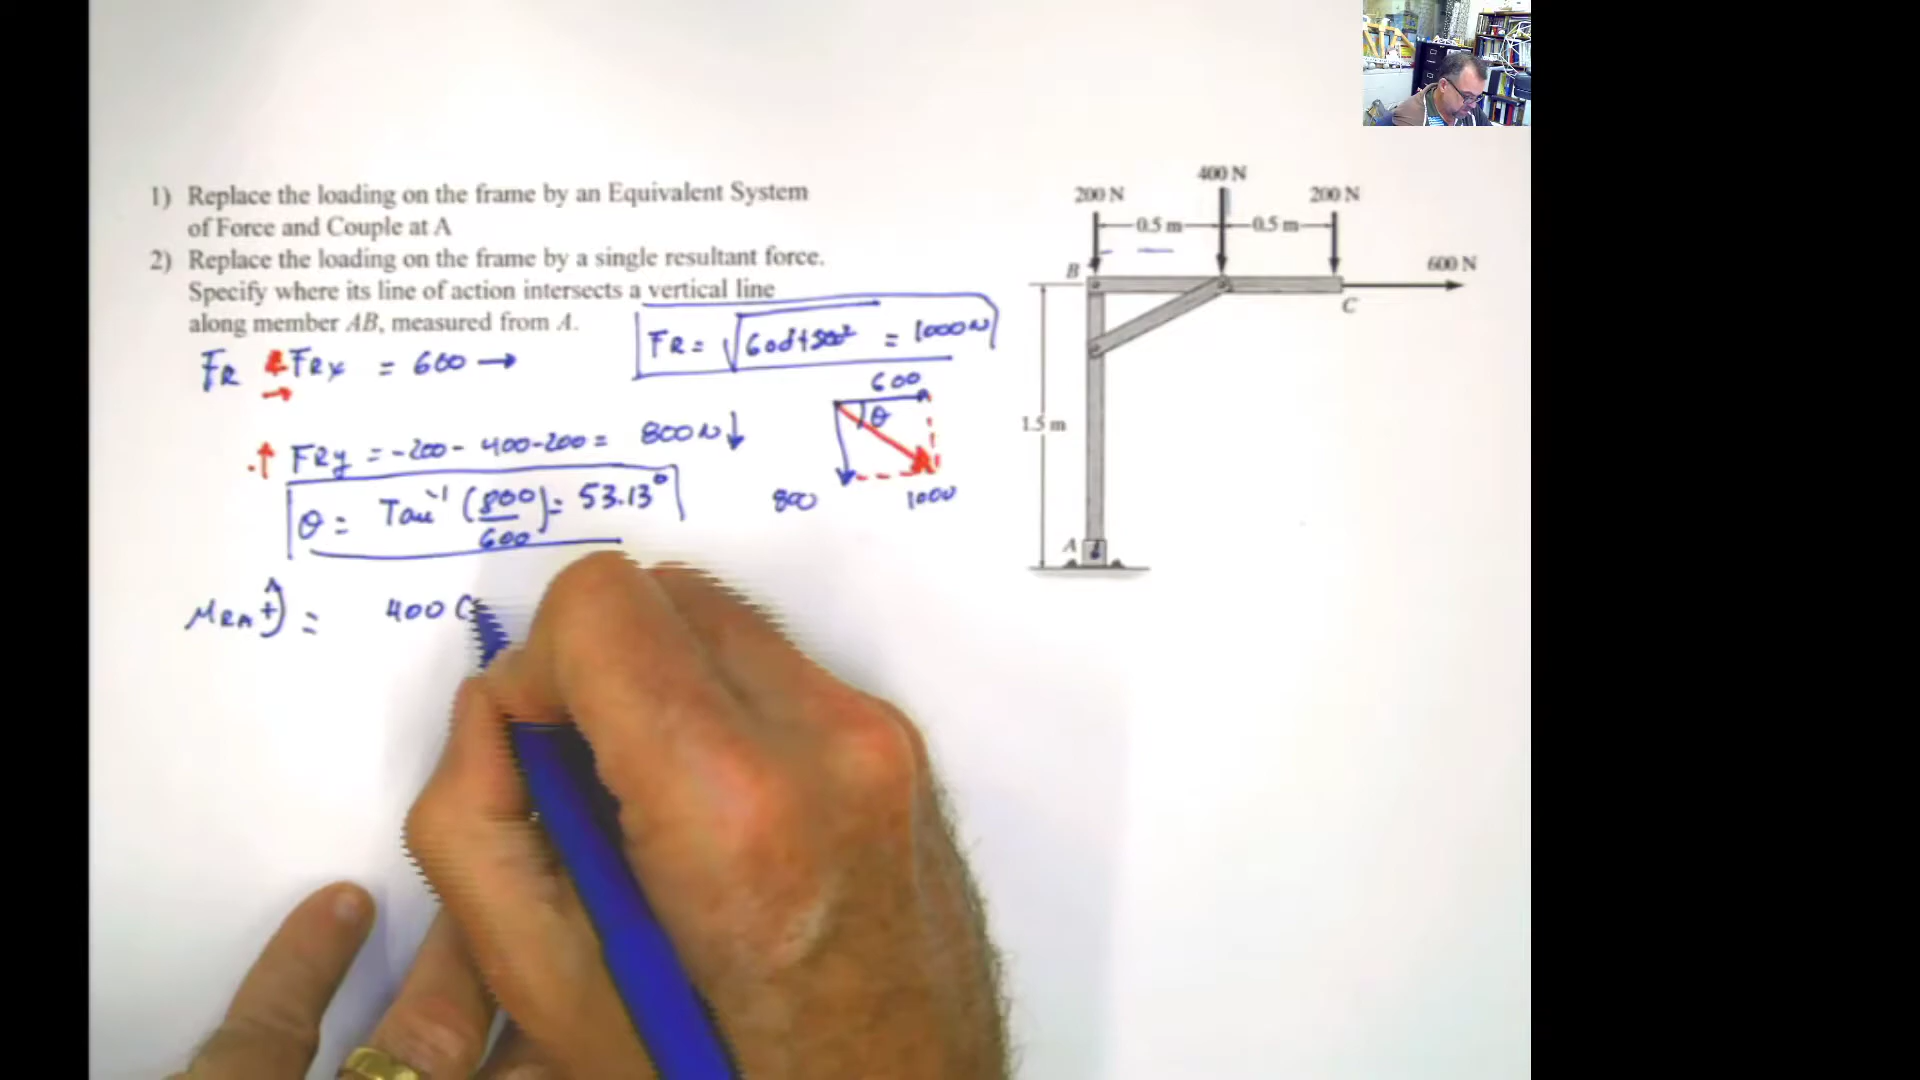 1) Replace the loading on the frame by an Equivalent System
of Force and Couple at A
2) Replace the loading on the frame by a single resultant force.
Specify where its line of action intersects a vertical line
along member AB, measured from A.
FR = √600²+800² = 1000N
FR FRx = 600 →
↑ FRy = -200 - 400 - 200 = 800N ↓
θ = Tan⁻¹ (800/600) = 53.13°
MRA + =  400 (
600
θ
800
1000
400 N
200 N
200 N
0.5 m
0.5 m
600 N
B
C
1.5 m
A